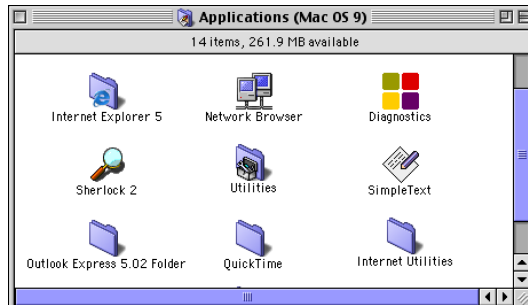 Applications (Mac OS 9)
14 items, 261.9 MB available
Internet Explorer 5
Network Browser
Diagnostics
Sherlock 2
Utilities
SimpleText
Outlook Express 5.02 Folder
QuickTime
Internet Utilities